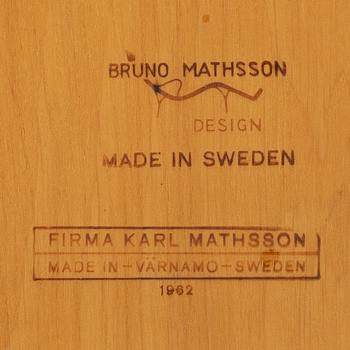 BRUNO MATHSSON
DESIGN
MADE IN SWEDEN
FIRMA KARL MATHSSON
MADE IN-VÄRNAMO-SWEDEN
1962